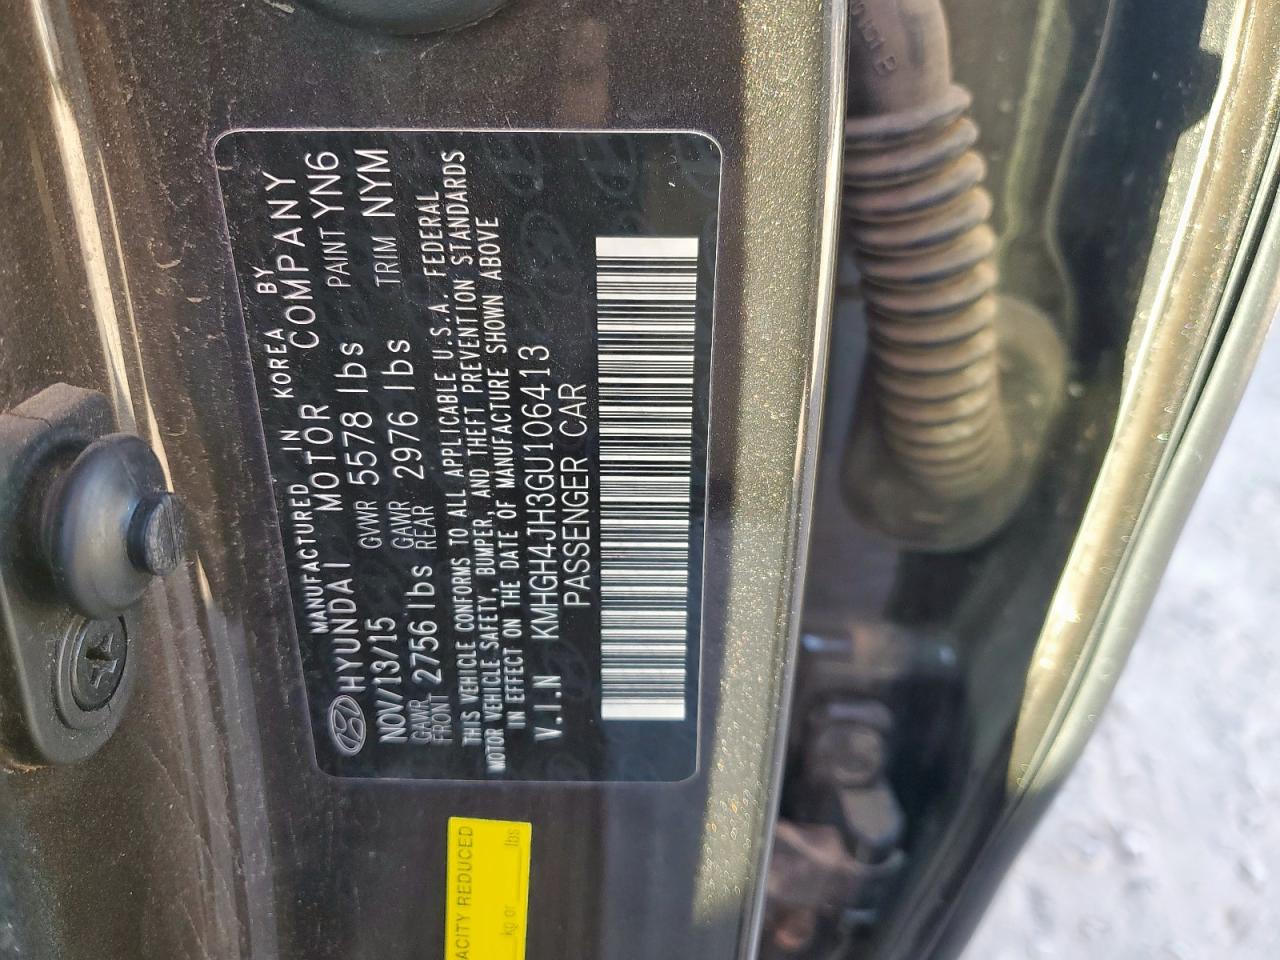 MANUFACTURED IN KOREA BY
HYUNDAI MOTOR COMPANY
NOV/13/15 GVWR 5578 lbs PAINT YN6
GAWR FRONT 2756 lbs GAWR REAR 2976 lbs TRIM NYM
THIS VEHICLE CONFORMS TO ALL APPLICABLE U.S.A. FEDERAL
MOTOR VEHICLE SAFETY, BUMPER, AND THEFT PREVENTION STANDARDS
IN EFFECT ON THE DATE OF MANUFACTURE SHOWN ABOVE
V.I.N KMHGH4JH3GU106413
PASSENGER CAR
ACITY REDUCED
kg or lbs